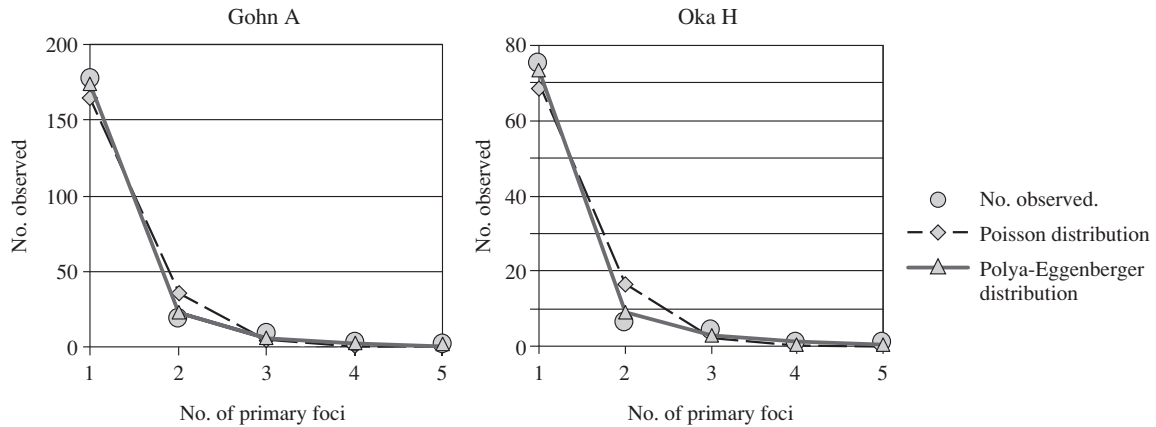 Gohn A
200
150
100
50
0
No. observed
1 2 3 4 5
No. of primary foci
Oka H
80
60
40
20
0
No. observed
1 2 3 4 5
No. of primary foci
No. observed.
Poisson distribution
Polya-Eggenberger
distribution